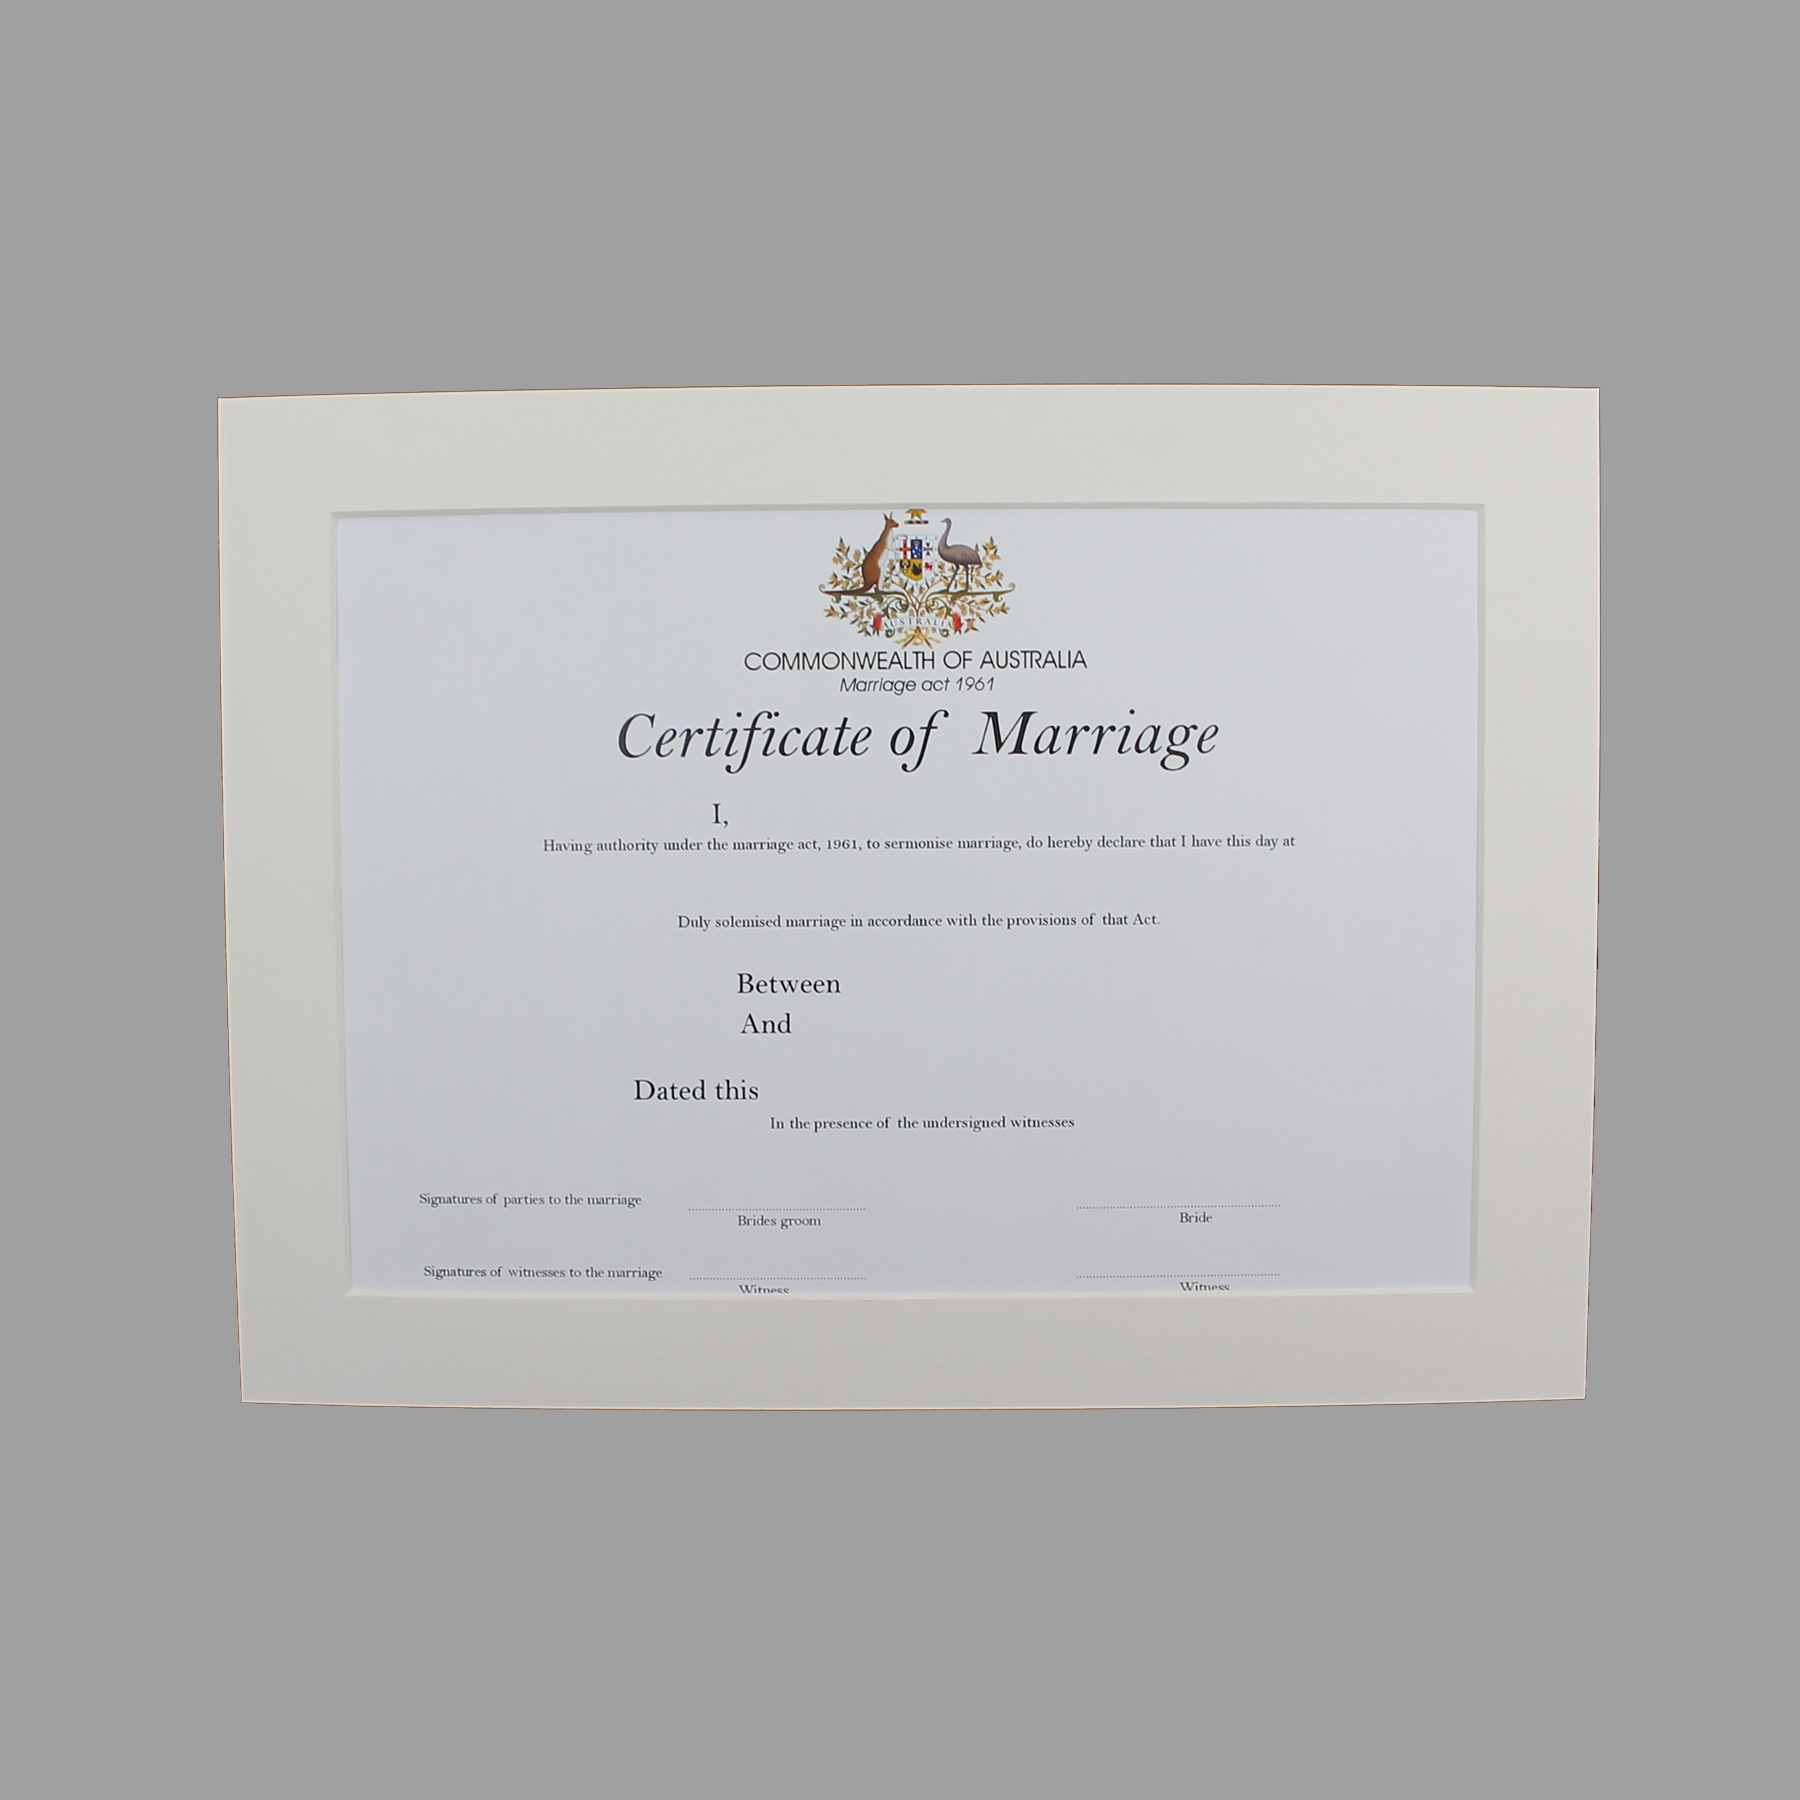 AUSTRALIA
COMMONWEALTH OF AUSTRALIA
Marriage act 1961
Certificate of Marriage
I,
Having authority under the marriage act, 1961, to sermonise marriage, do hereby declare that I have this day at
Duly solemised marriage in accordance with the provisions of that Act.
Between
And
Dated this
In the presence of the undersigned witnesses
Signatures of parties to the marriage
Brides groom Bride
Signatures of witnesses to the marriage
Witness Witness